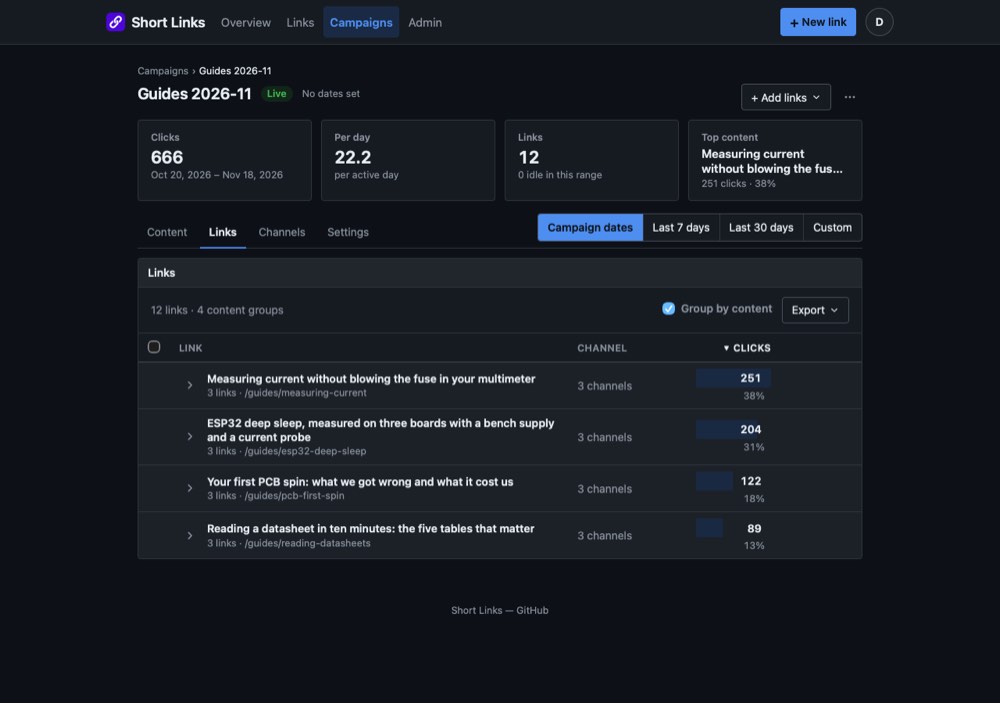 Short Links Overview Links Campaigns Admin + New link D
Campaigns › Guides 2026-11
Guides 2026-11 Live No dates set + Add links ...
Clicks
666
Oct 20, 2026 – Nov 18, 2026
Per day
22.2
per active day
Links
12
0 idle in this range
Top content
Measuring current
without blowing the fus...
251 clicks · 38%
Content Links Channels Settings Campaign dates Last 7 days Last 30 days Custom
Links
12 links · 4 content groups Group by content Export
LINK CHANNEL ▼ CLICKS
Measuring current without blowing the fuse in your multimeter
3 links · /guides/measuring-current
3 channels
251
38%
ESP32 deep sleep, measured on three boards with a bench supply
and a current probe
3 links · /guides/esp32-deep-sleep
3 channels
204
31%
Your first PCB spin: what we got wrong and what it cost us
3 links · /guides/pcb-first-spin
3 channels
122
18%
Reading a datasheet in ten minutes: the five tables that matter
3 links · /guides/reading-datasheets
3 channels
89
13%
Short Links — GitHub